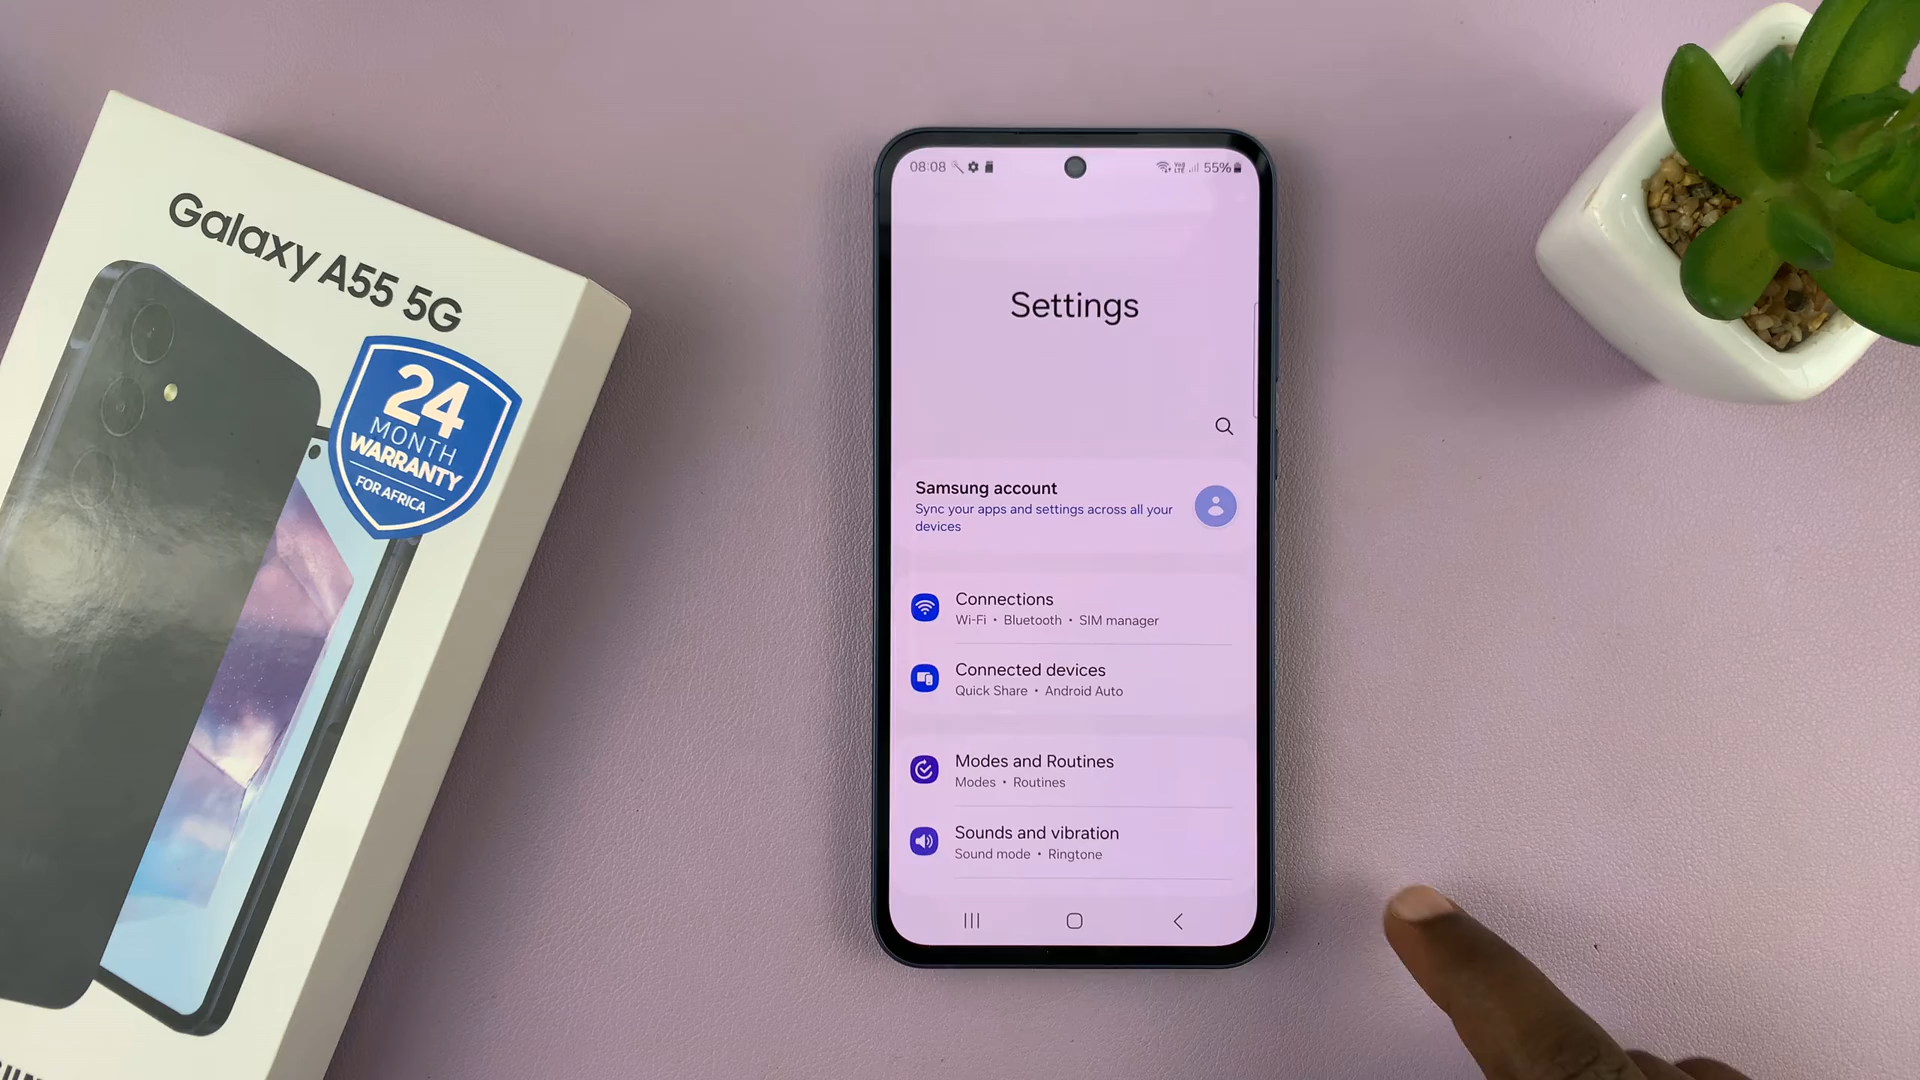 Galaxy A55 5G
24
MONTH
WARRANTY
FOR AFRICA
08:08
55%
Settings
Samsung account
Sync your apps and settings across all your
devices
Connections
Wi-Fi • Bluetooth • SIM manager
Connected devices
Quick Share • Android Auto
Modes and Routines
Modes • Routines
Sounds and vibration
Sound mode • Ringtone